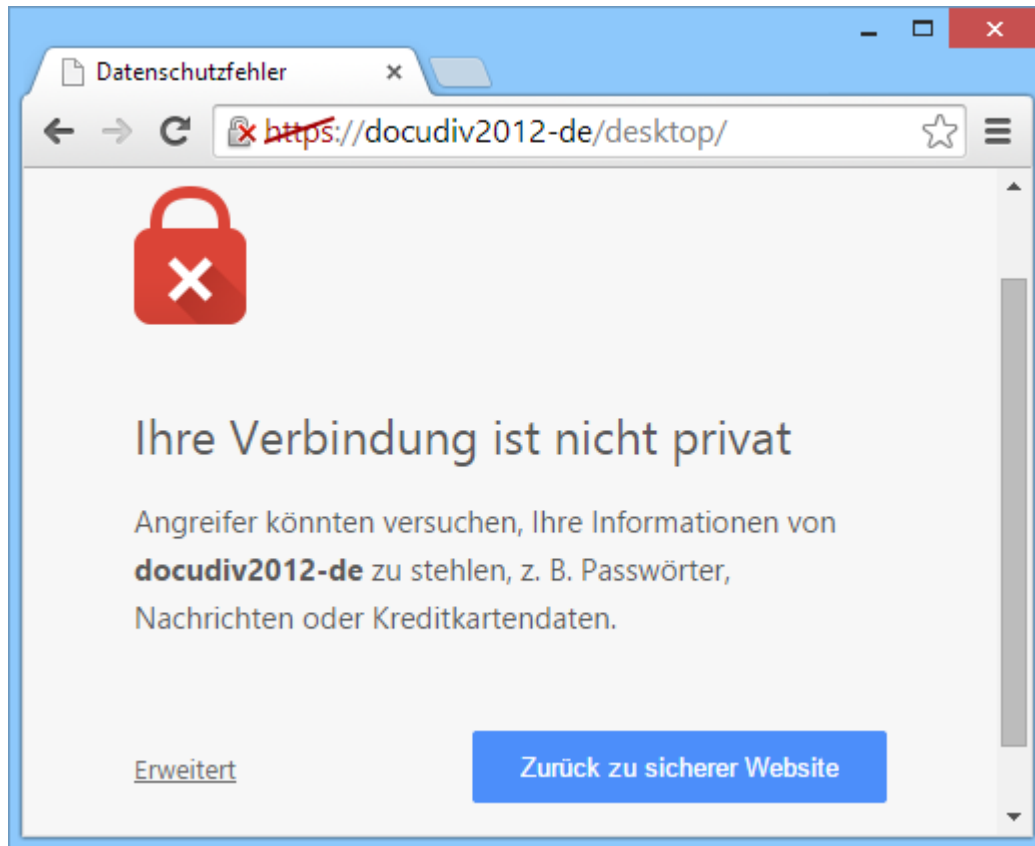 Datenschutzfehler
https://docudiv2012-de/desktop/
Ihre Verbindung ist nicht privat
Angreifer könnten versuchen, Ihre Informationen von
docudiv2012-de zu stehlen, z. B. Passwörter,
Nachrichten oder Kreditkartendaten.
Erweitert
Zurück zu sicherer Website